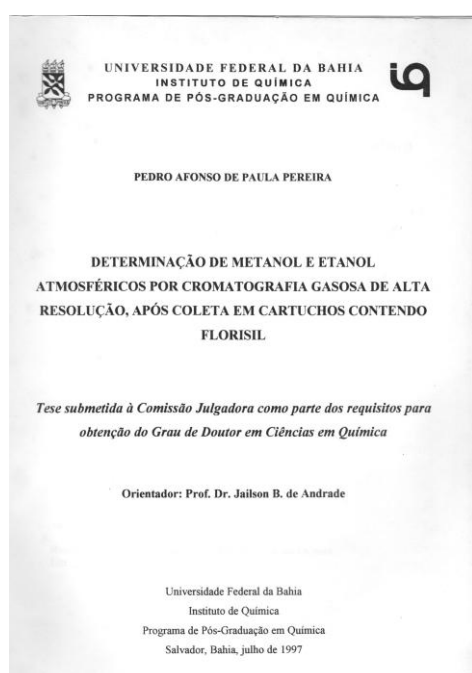 UNIVERSIDADE FEDERAL DA BAHIA
INSTITUTO DE QUÍMICA
PROGRAMA DE PÓS-GRADUAÇÃO EM QUÍMICA
iq
PEDRO AFONSO DE PAULA PEREIRA
DETERMINAÇÃO DE METANOL E ETANOL
ATMOSFÉRICOS POR CROMATOGRAFIA GASOSA DE ALTA
RESOLUÇÃO, APÓS COLETA EM CARTUCHOS CONTENDO
FLORISIL
Tese submetida à Comissão Julgadora como parte dos requisitos para
obtenção do Grau de Doutor em Ciências em Química
Orientador: Prof. Dr. Jailson B. de Andrade
Universidade Federal da Bahia
Instituto de Química
Programa de Pós-Graduação em Química
Salvador, Bahia, julho de 1997